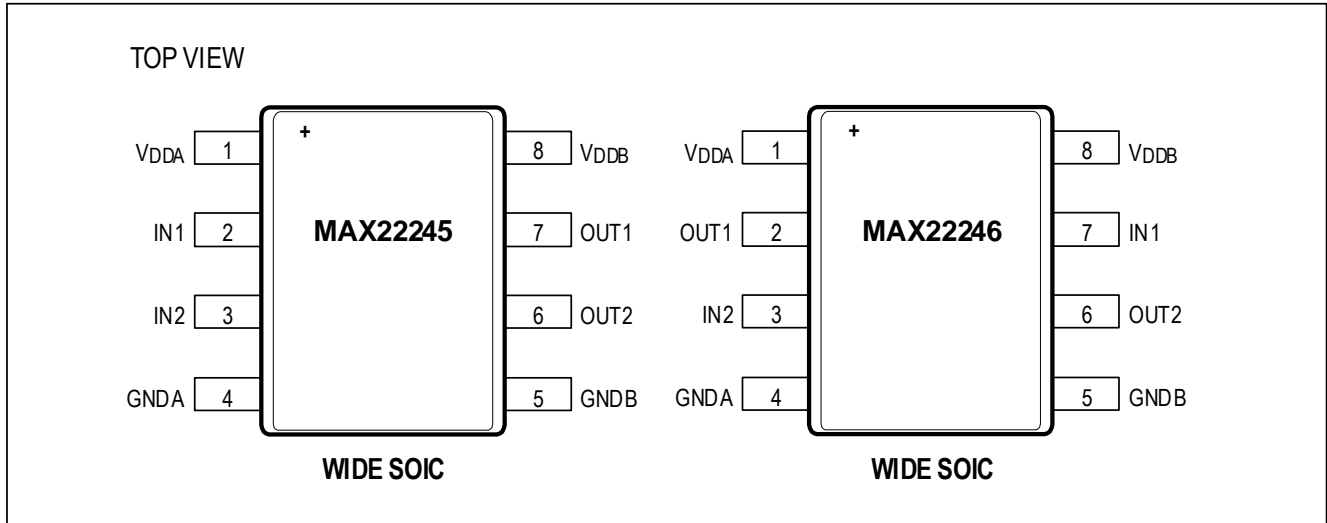 TOP VIEW
+ +
VDDA 1 8 VDDB VDDA 1 8 VDDB
IN1 2 MAX22245 7 OUT1 OUT1 2 MAX22246 7 IN1
IN2 3 6 OUT2 IN2 3 6 OUT2
GNDA 4 5 GNDB GNDA 4 5 GNDB
WIDE SOIC WIDE SOIC